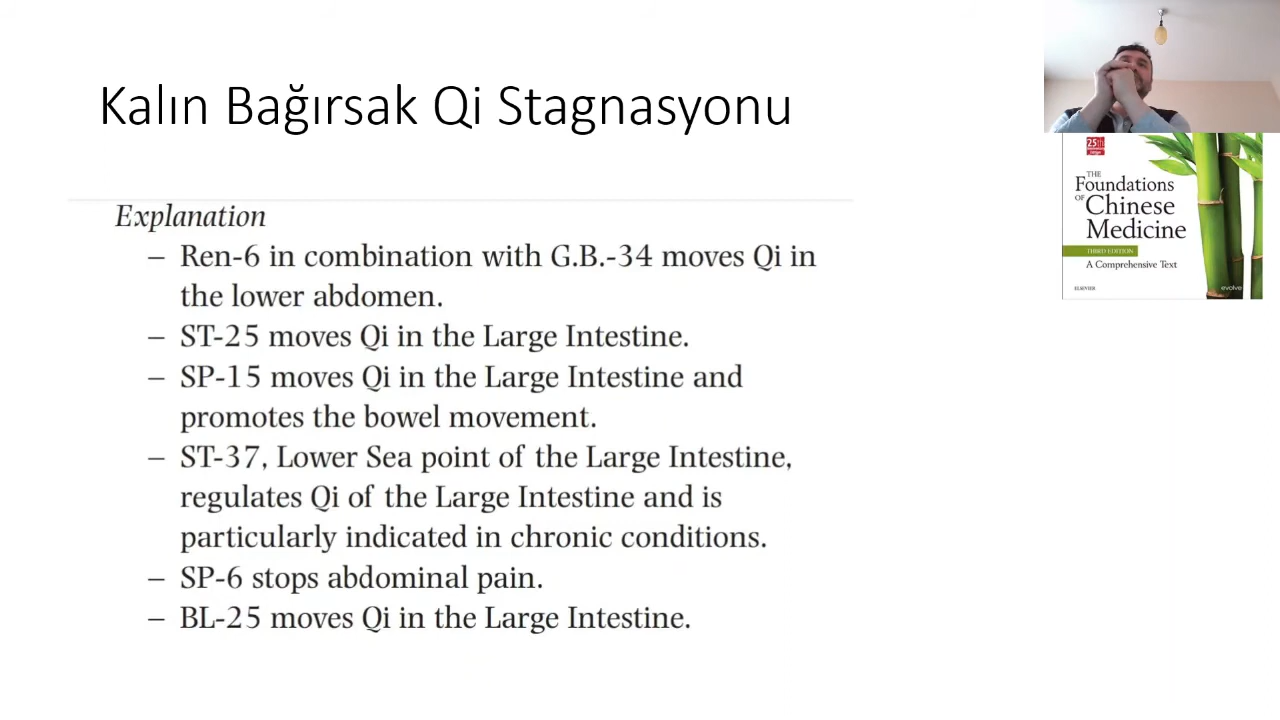 Kalın Bağırsak Qi Stagnasyonu
Explanation
– Ren-6 in combination with G.B.-34 moves Qi in
the lower abdomen.
– ST-25 moves Qi in the Large Intestine.
– SP-15 moves Qi in the Large Intestine and
promotes the bowel movement.
– ST-37, Lower Sea point of the Large Intestine,
regulates Qi of the Large Intestine and is
particularly indicated in chronic conditions.
– SP-6 stops abdominal pain.
– BL-25 moves Qi in the Large Intestine.
25th
THE
Foundations
OF Chinese
Medicine
THIRD EDITION
A Comprehensive Text
ELSEVIER
evolve